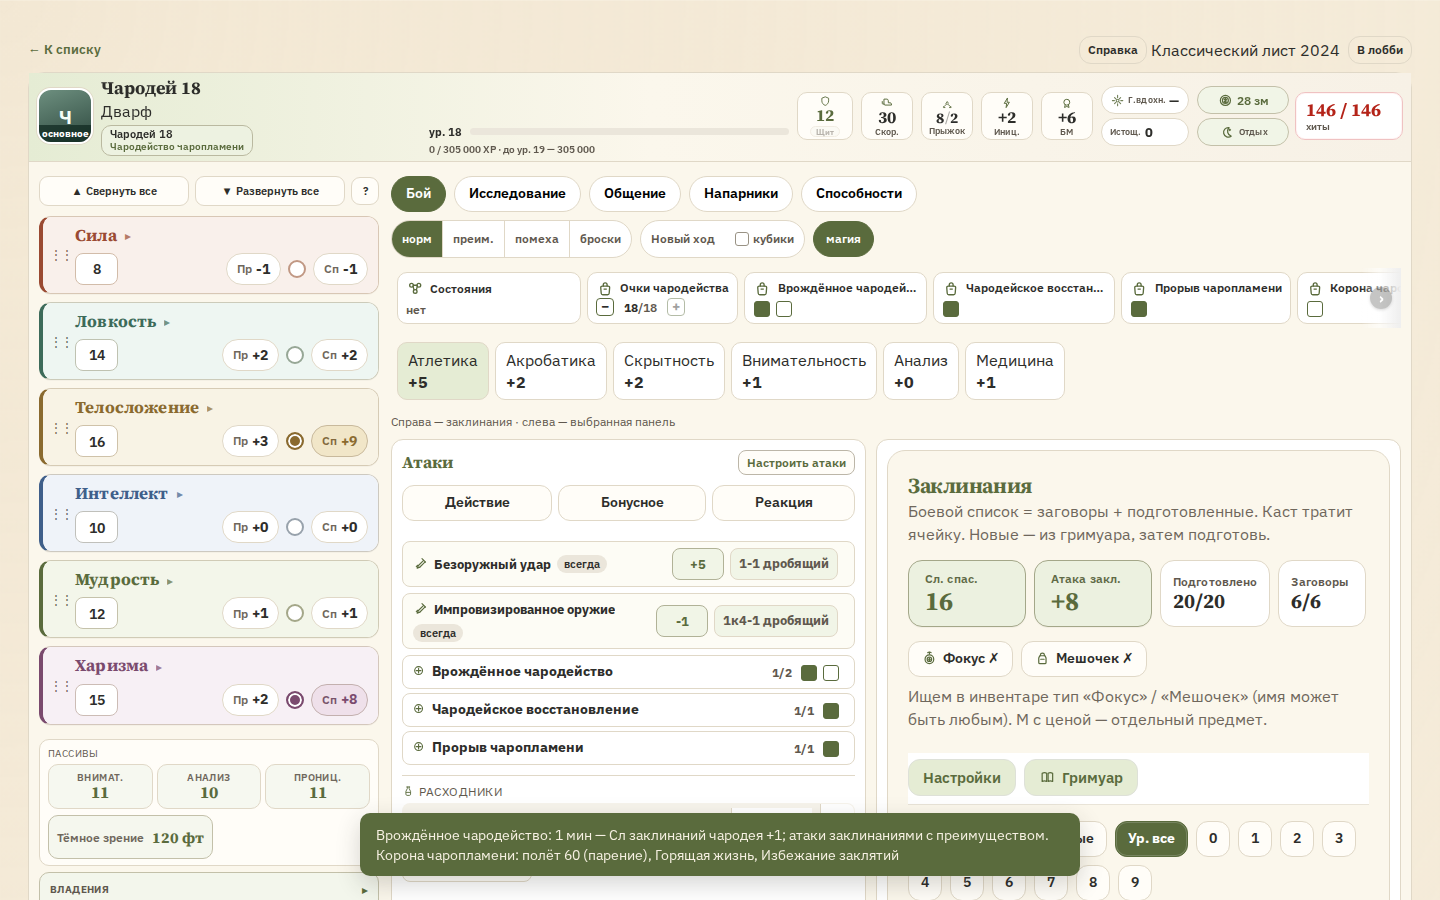 ← К списку
Справка
Классический лист 2024
В лобби
Ч
основное
Чародей 18
Дварф
Чародей 18
Чародейство чаропламени
ур. 18
0 / 305 000 XP · до ур. 19 — 305 000
12
Щит
30
Скор.
8/2
Прыжок
+2
Иниц.
+6
БМ
Г.вдохн. —
Истощ. 0
28 зм
Отдых
146 / 146
хиты
▲ Свернуть все
▼ Развернуть все
?
Сила ▸
8
Пр -1
Сп -1
Ловкость ▸
14
Пр +2
Сп +2
Телосложение ▸
16
Пр +3
Сп +9
Интеллект ▸
10
Пр +0
Сп +0
Мудрость ▸
12
Пр +1
Сп +1
Харизма ▸
15
Пр +2
Сп +8
ПАССИВЫ
ВНИМАТ.
11
АНАЛИЗ
10
ПРОНИЦ.
11
Тёмное зрение 120 фт
ВЛАДЕНИЯ ▸
Бой
Исследование
Общение
Напарники
Способности
норм
преим.
помеха
броски
Новый ход
кубики
магия
Состояния
нет
Очки чародейства
− 18/18 +
Врождённое чародей...
Чародейское восстан...
Прорыв чаропламени
Корона чар
›
Атлетика
+5
Акробатика
+2
Скрытность
+2
Внимательность
+1
Анализ
+0
Медицина
+1
Справа — заклинания · слева — выбранная панель
Атаки
Настроить атаки
Действие
Бонусное
Реакция
Безоружный удар
всегда
+5
1-1 дробящий
Импровизированное оружие
всегда
-1
1к4-1 дробящий
Врождённое чародейство
1/2
Чародейское восстановление
1/1
Прорыв чаропламени
1/1
РАСХОДНИКИ
Заклинания
Боевой список = заговоры + подготовленные. Каст тратит
ячейку. Новые — из гримуара, затем подготовь.
Сл. спас.
16
Атака закл.
+8
Подготовлено
20/20
Заговоры
6/6
Фокус ✗
Мешочек ✗
Ищем в инвентаре тип «Фокус» / «Мешочек» (имя может
быть любым). М с ценой — отдельный предмет.
Настройки
Гримуар
ые
Ур. все
0
1
2
3
4
5
6
7
8
9
Врождённое чародейство: 1 мин — Сл заклинаний чародея +1; атаки заклинаниями с преимуществом.
Корона чаропламени: полёт 60 (парение), Горящая жизнь, Избежание заклятий